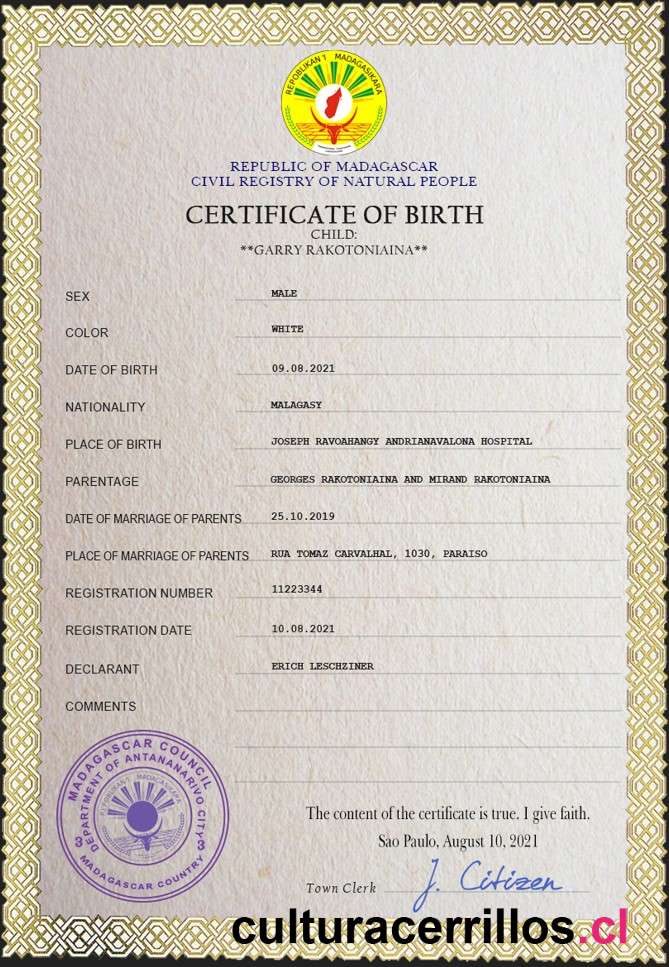 REPOBLIKAN'I MADAGASIKARA
REPUBLIC OF MADAGASCAR
CIVIL REGISTRY OF NATURAL PEOPLE
CERTIFICATE OF BIRTH
CHILD:
**GARRY RAKOTONIAINA**
SEX MALE
COLOR WHITE
DATE OF BIRTH 09.08.2021
NATIONALITY MALAGASY
PLACE OF BIRTH JOSEPH RAVOAHANGY ANDRIANAVALONA HOSPITAL
PARENTAGE GEORGES RAKOTONIAINA AND MIRAND RAKOTONIAINA
DATE OF MARRIAGE OF PARENTS 25.10.2019
PLACE OF MARRIAGE OF PARENTS RUA TOMAZ CARVALHAL, 1030, PARAISO
REGISTRATION NUMBER 11223344
REGISTRATION DATE 10.08.2021
DECLARANT ERICH LESCHZINER
COMMENTS
MADAGASCAR COUNCIL
DEPARTMENT OF ANTANANARIVO CITY
3 3
MADAGASCAR COUNTRY
The content of the certificate is true. I give faith.
Sao Paulo, August 10, 2021
Town Clerk J. Citizen
culturacerrillos.cl